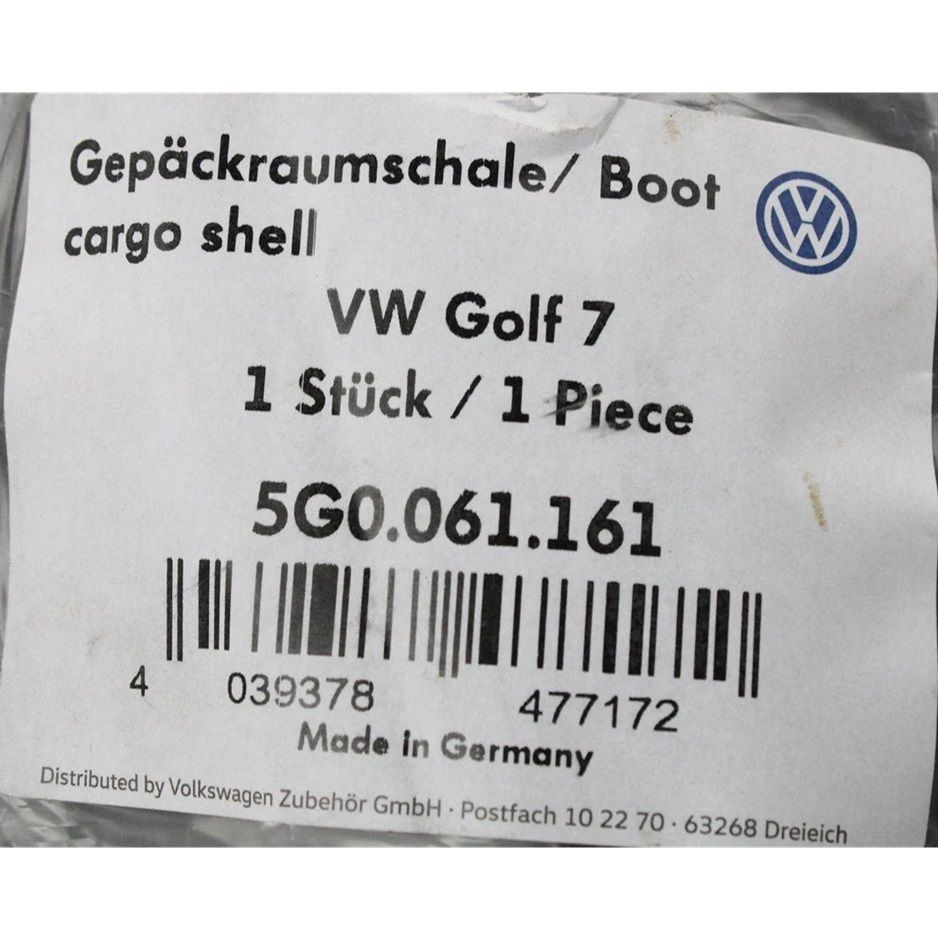 Gepäckraumschale/ Boot
cargo shell
VW Golf 7
1 Stück / 1 Piece
5G0.061.161
4 039378 477172
Made in Germany
Distributed by Volkswagen Zubehör GmbH · Postfach 10 22 70 · 63268 Dreieich